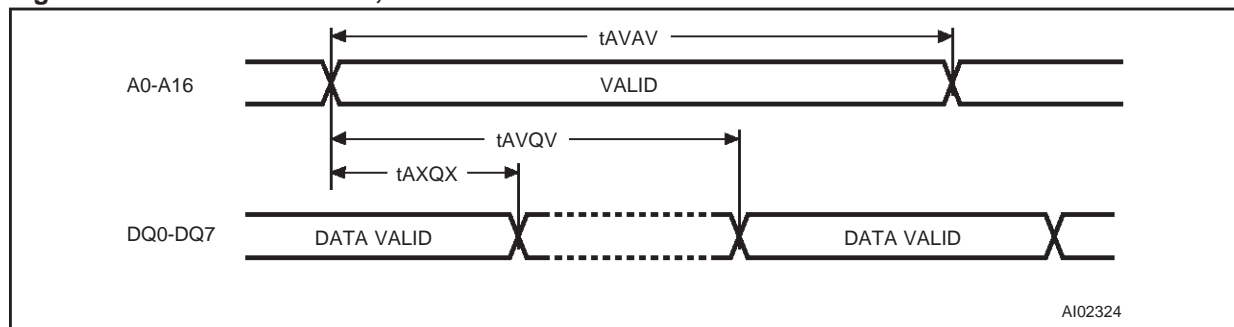 tAVAV
A0-A16
VALID
tAVQV
tAXQX
DQ0-DQ7
DATA VALID
DATA VALID
AI02324